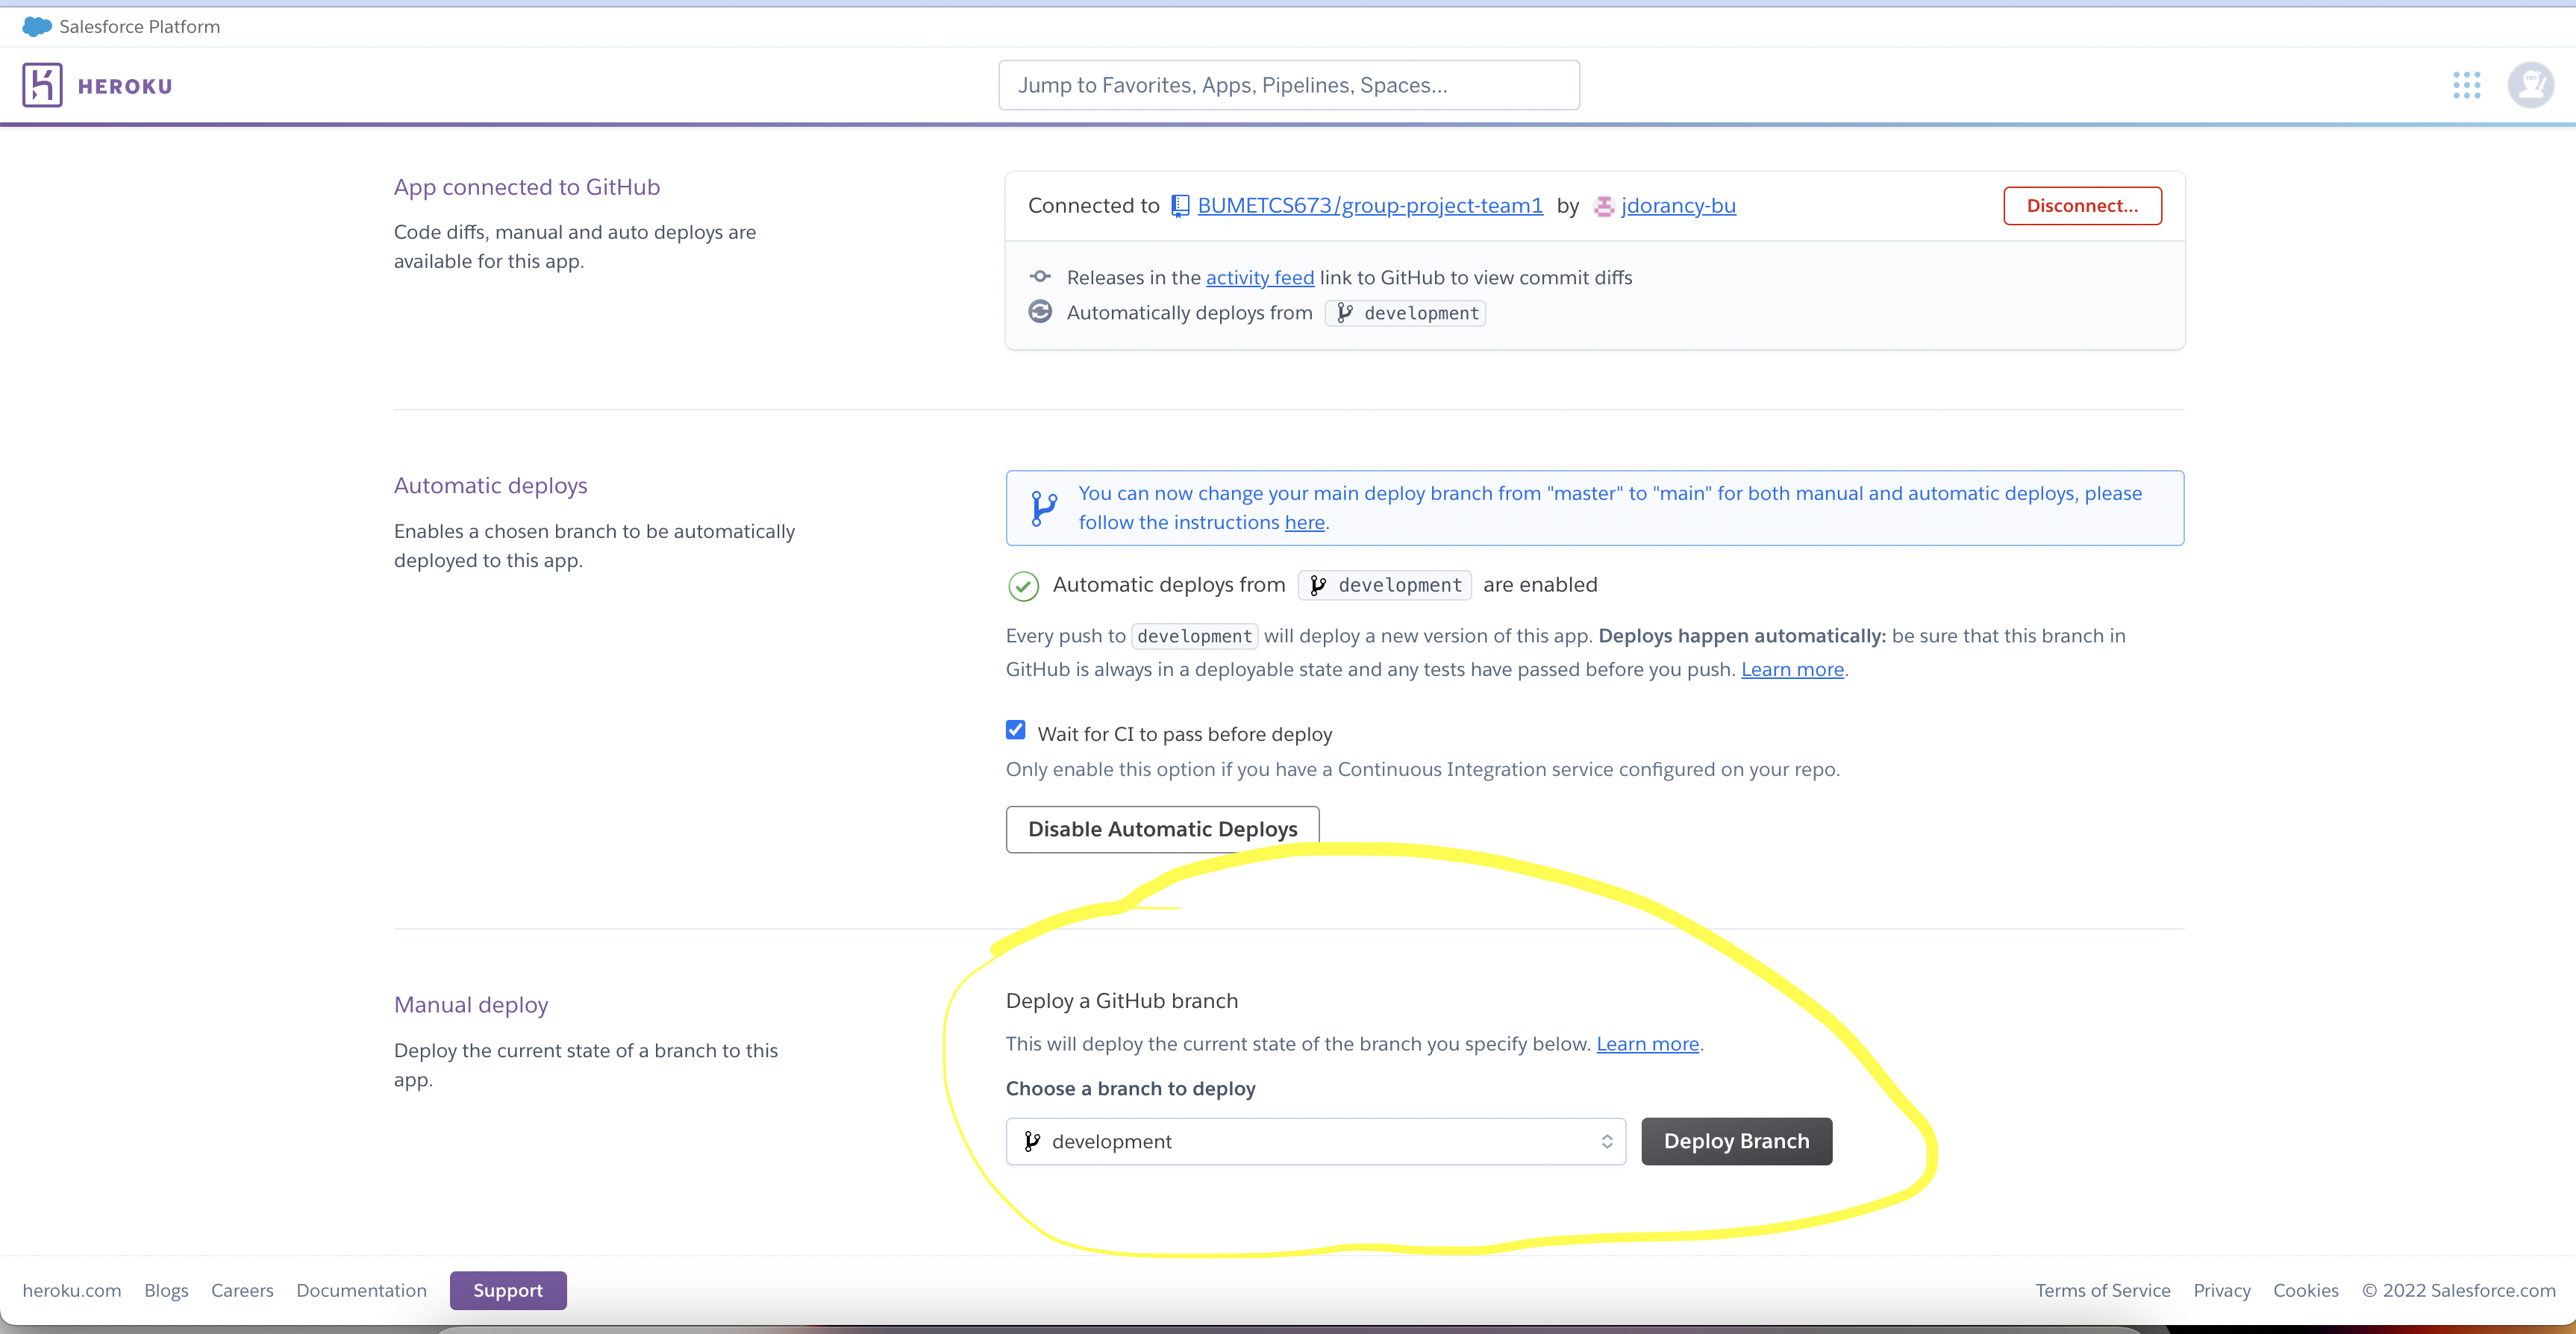 Salesforce Platform
HEROKU
Jump to Favorites, Apps, Pipelines, Spaces...
App connected to GitHub
Code diffs, manual and auto deploys are
available for this app.
Connected to BUMETCS673/group-project-team1 by jdorancy-bu
Disconnect...
Releases in the activity feed link to GitHub to view commit diffs
Automatically deploys from development
Automatic deploys
Enables a chosen branch to be automatically
deployed to this app.
You can now change your main deploy branch from "master" to "main" for both manual and automatic deploys, please
follow the instructions here.
Automatic deploys from development are enabled
Every push to development will deploy a new version of this app. Deploys happen automatically: be sure that this branch in
GitHub is always in a deployable state and any tests have passed before you push. Learn more.
Wait for CI to pass before deploy
Only enable this option if you have a Continuous Integration service configured on your repo.
Disable Automatic Deploys
Manual deploy
Deploy the current state of a branch to this
app.
Deploy a GitHub branch
This will deploy the current state of the branch you specify below. Learn more.
Choose a branch to deploy
development
Deploy Branch
heroku.com Blogs Careers Documentation Support
Terms of Service Privacy Cookies © 2022 Salesforce.com